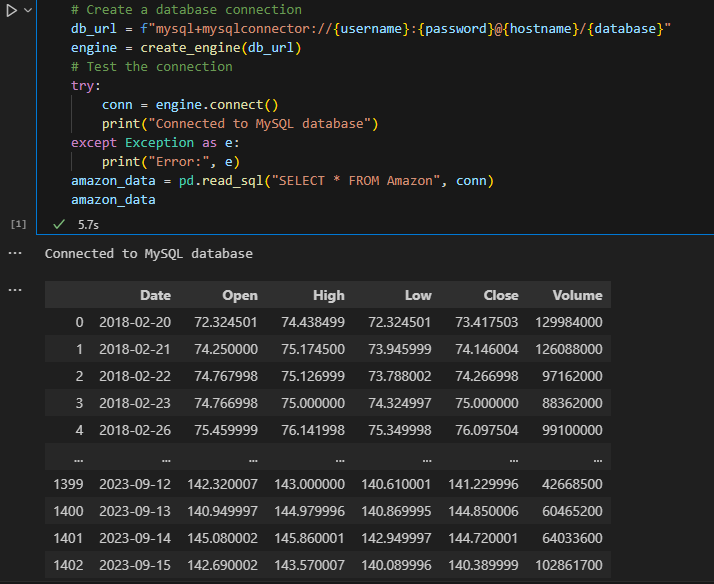 # Create a database connection
db_url = f"mysql+mysqlconnector://{username}:{password}@{hostname}/{database}"
engine = create_engine(db_url)
# Test the connection
try:
    conn = engine.connect()
    print("Connected to MySQL database")
except Exception as e:
    print("Error:", e)
amazon_data = pd.read_sql("SELECT * FROM Amazon", conn)
amazon_data
[1] ✓ 5.7s
... Connected to MySQL database
...
Date Open High Low Close Volume
0 2018-02-20 72.324501 74.438499 72.324501 73.417503 129984000
1 2018-02-21 74.250000 75.174500 73.945999 74.146004 126088000
2 2018-02-22 74.767998 75.126999 73.788002 74.266998 97162000
3 2018-02-23 74.766998 75.000000 74.324997 75.000000 88362000
4 2018-02-26 75.459999 76.141998 75.349998 76.097504 99100000
... ... ... ... ... ... ...
1399 2023-09-12 142.320007 143.000000 140.610001 141.229996 42668500
1400 2023-09-13 140.949997 144.979996 140.869995 144.850006 60465200
1401 2023-09-14 145.080002 145.860001 142.949997 144.720001 64033600
1402 2023-09-15 142.690002 143.570007 140.089996 140.389999 102861700